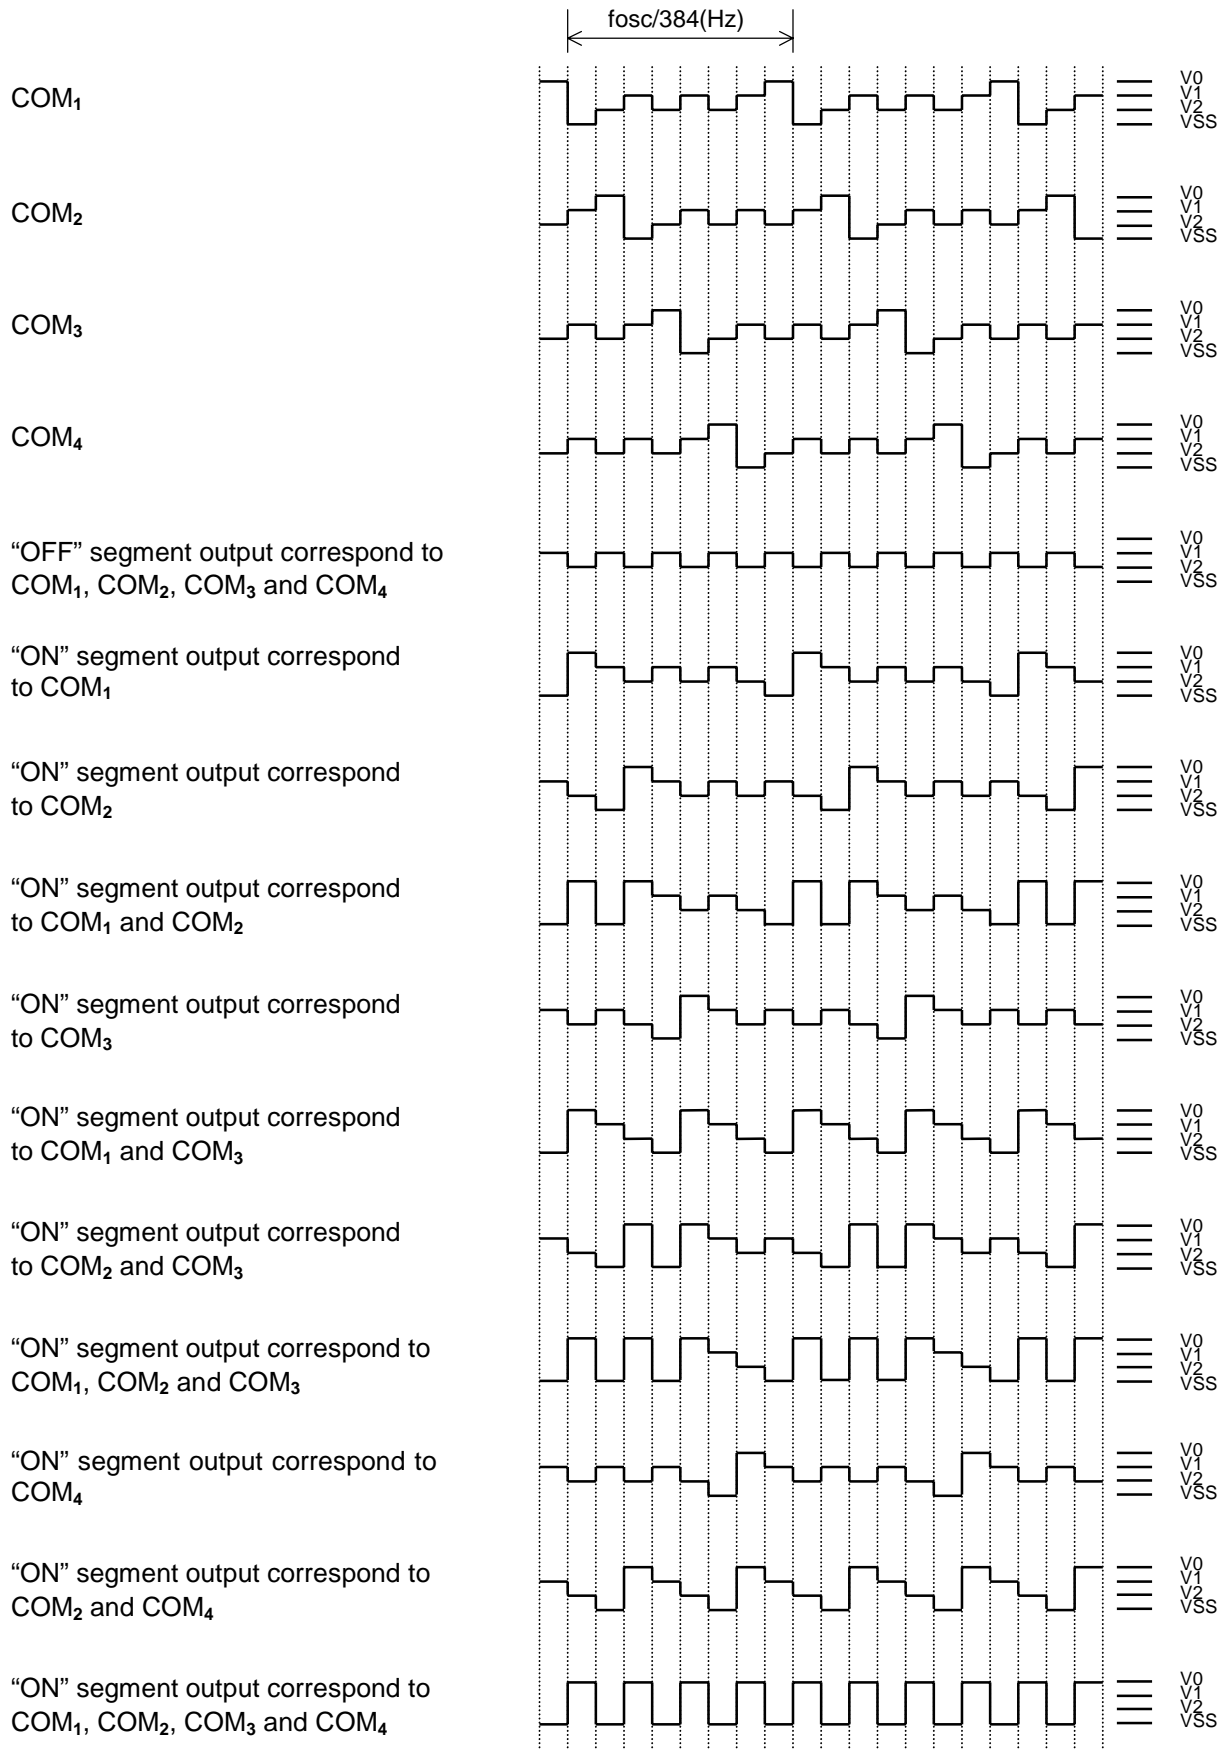 fosc/384(Hz)
COM₁
V0
V1
V2
VSS
COM₂
V0
V1
V2
VSS
COM₃
V0
V1
V2
VSS
COM₄
V0
V1
V2
VSS
“OFF” segment output correspond to
COM₁, COM₂, COM₃ and COM₄
V0
V1
V2
VSS
“ON” segment output correspond
to COM₁
V0
V1
V2
VSS
“ON” segment output correspond
to COM₂
V0
V1
V2
VSS
“ON” segment output correspond
to COM₁ and COM₂
V0
V1
V2
VSS
“ON” segment output correspond
to COM₃
V0
V1
V2
VSS
“ON” segment output correspond
to COM₁ and COM₃
V0
V1
V2
VSS
“ON” segment output correspond
to COM₂ and COM₃
V0
V1
V2
VSS
“ON” segment output correspond to
COM₁, COM₂ and COM₃
V0
V1
V2
VSS
“ON” segment output correspond to
COM₄
V0
V1
V2
VSS
“ON” segment output correspond to
COM₂ and COM₄
V0
V1
V2
VSS
“ON” segment output correspond to
COM₁, COM₂, COM₃ and COM₄
V0
V1
V2
VSS